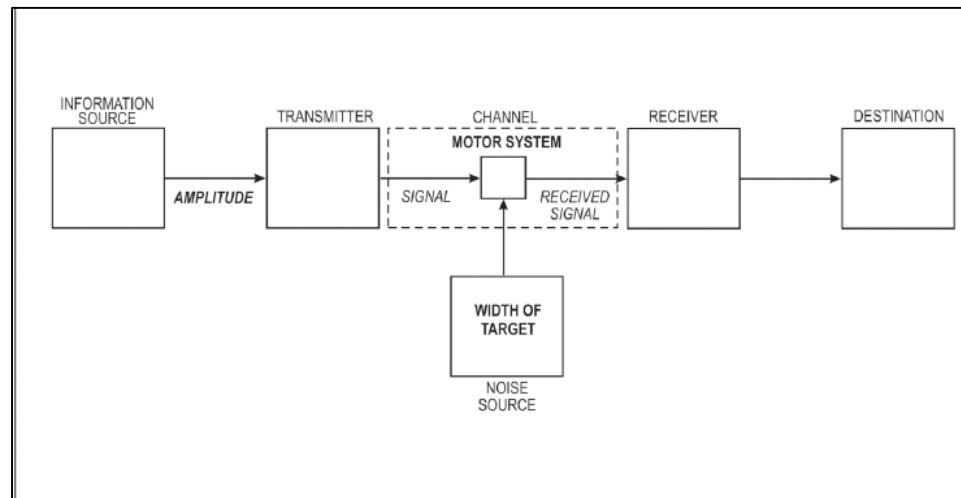 INFORMATION
SOURCE
TRANSMITTER
CHANNEL
RECEIVER
DESTINATION
MOTOR SYSTEM
AMPLITUDE
SIGNAL
RECEIVED
SIGNAL
WIDTH OF
TARGET
NOISE
SOURCE